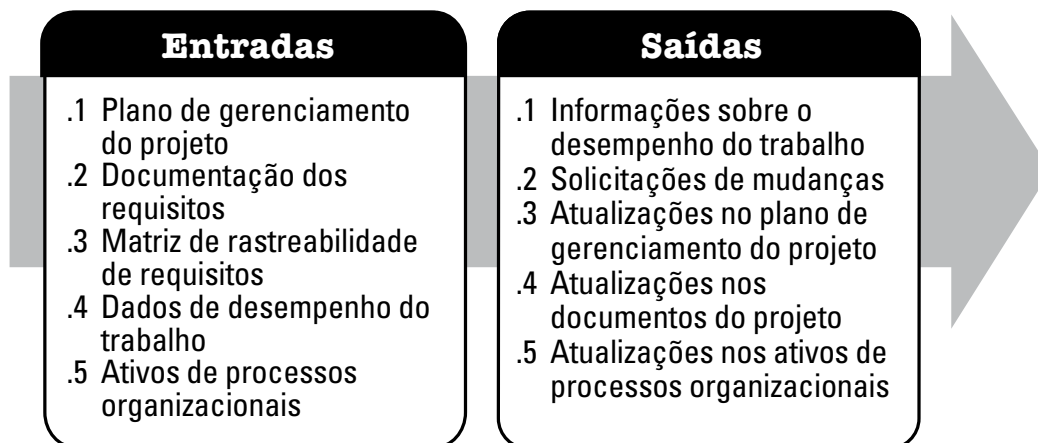 Entradas
.1 Plano de gerenciamento
do projeto
.2 Documentação dos
requisitos
.3 Matriz de rastreabilidade
de requisitos
.4 Dados de desempenho do
trabalho
.5 Ativos de processos
organizacionais
Saídas
.1 Informações sobre o
desempenho do trabalho
.2 Solicitações de mudanças
.3 Atualizações no plano de
gerenciamento do projeto
.4 Atualizações nos
documentos do projeto
.5 Atualizações nos ativos de
processos organizacionais